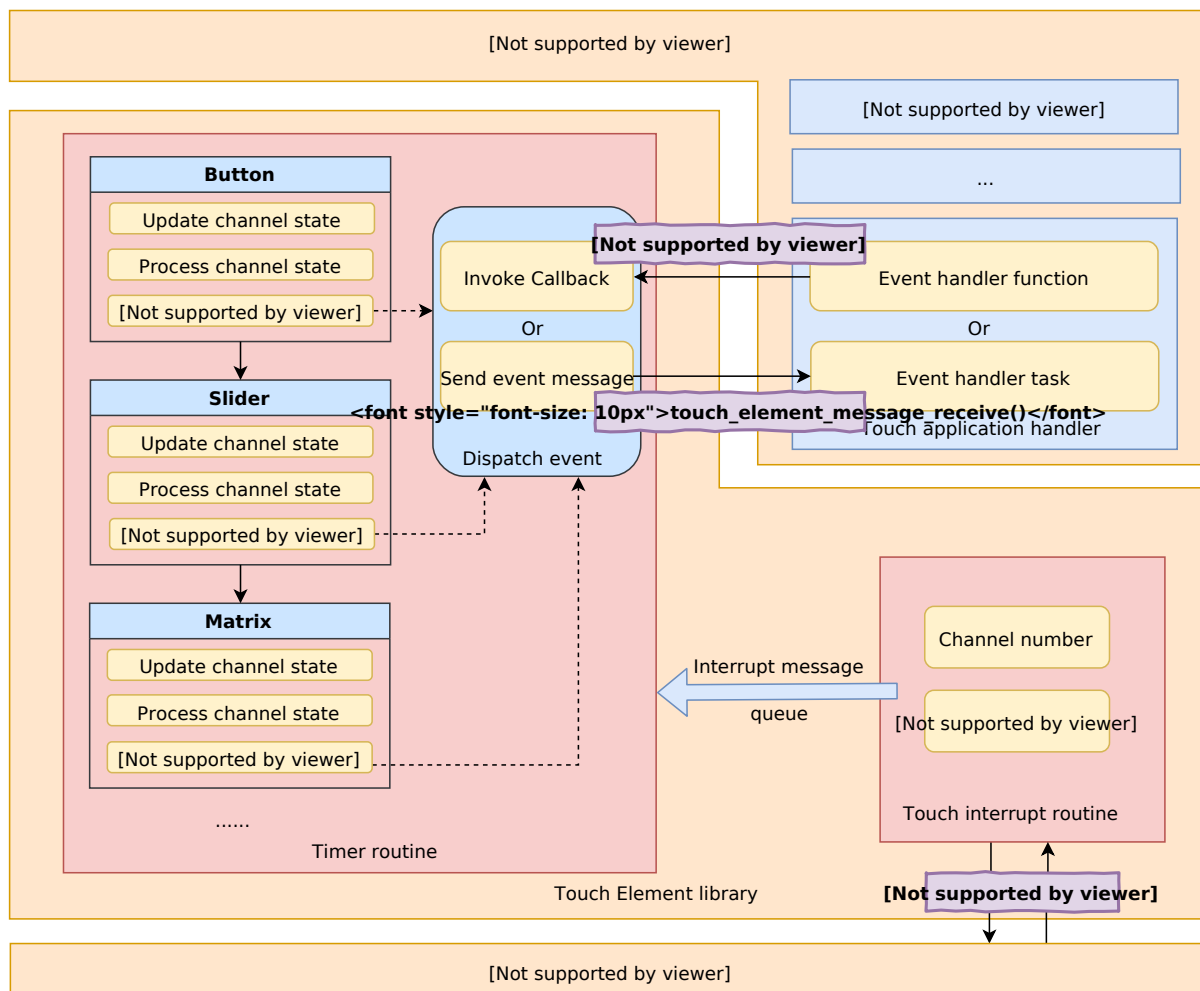 [Not supported by viewer]
[Not supported by viewer]
...
Button
Update channel state
Process channel state
[Not supported by viewer]
Slider
Update channel state
Process channel state
[Not supported by viewer]
Matrix
Update channel state
Process channel state
[Not supported by viewer]
......
Timer routine
Invoke Callback
Or
Send event message
Dispatch event
[Not supported by viewer]
<font style="font-size: 10px">touch_element_message_receive()</font>
Event handler function
Or
Event handler task
Touch application handler
Interrupt message
queue
Channel number
[Not supported by viewer]
Touch interrupt routine
Touch Element library
[Not supported by viewer]
[Not supported by viewer]